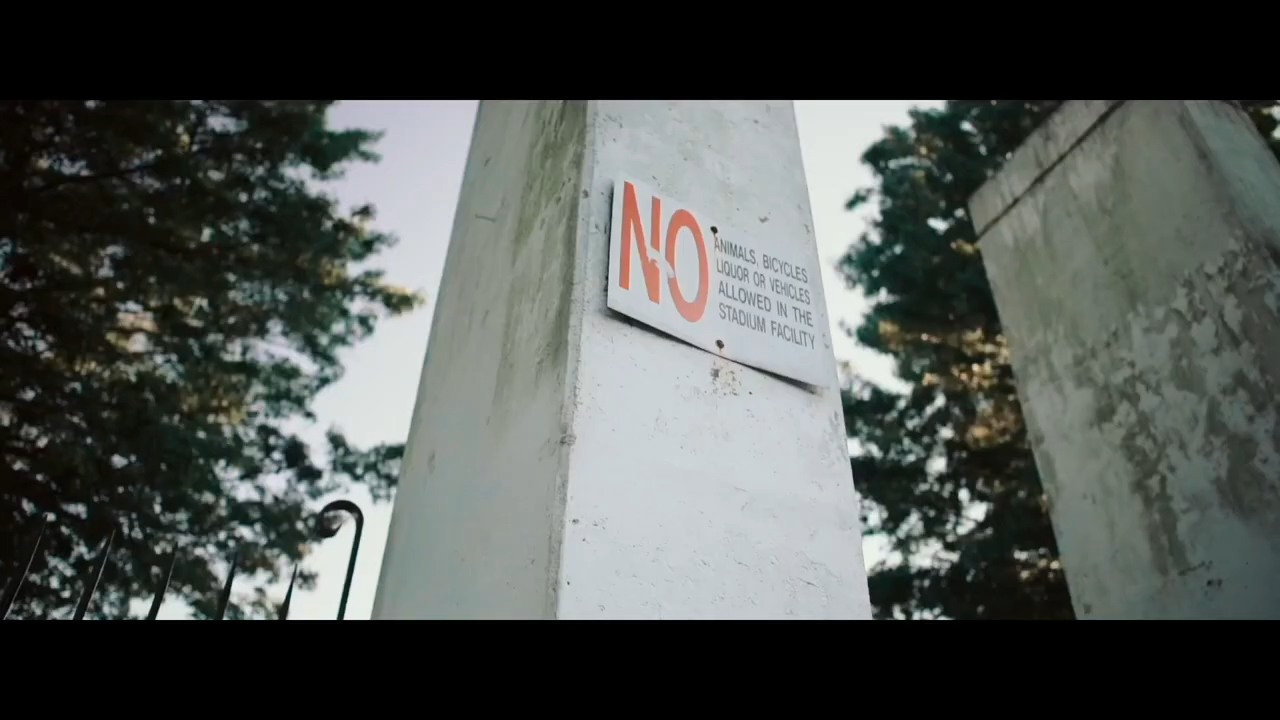 NO
ANIMALS, BICYCLES
LIQUOR OR VEHICLES
ALLOWED IN THE
STADIUM FACILITY